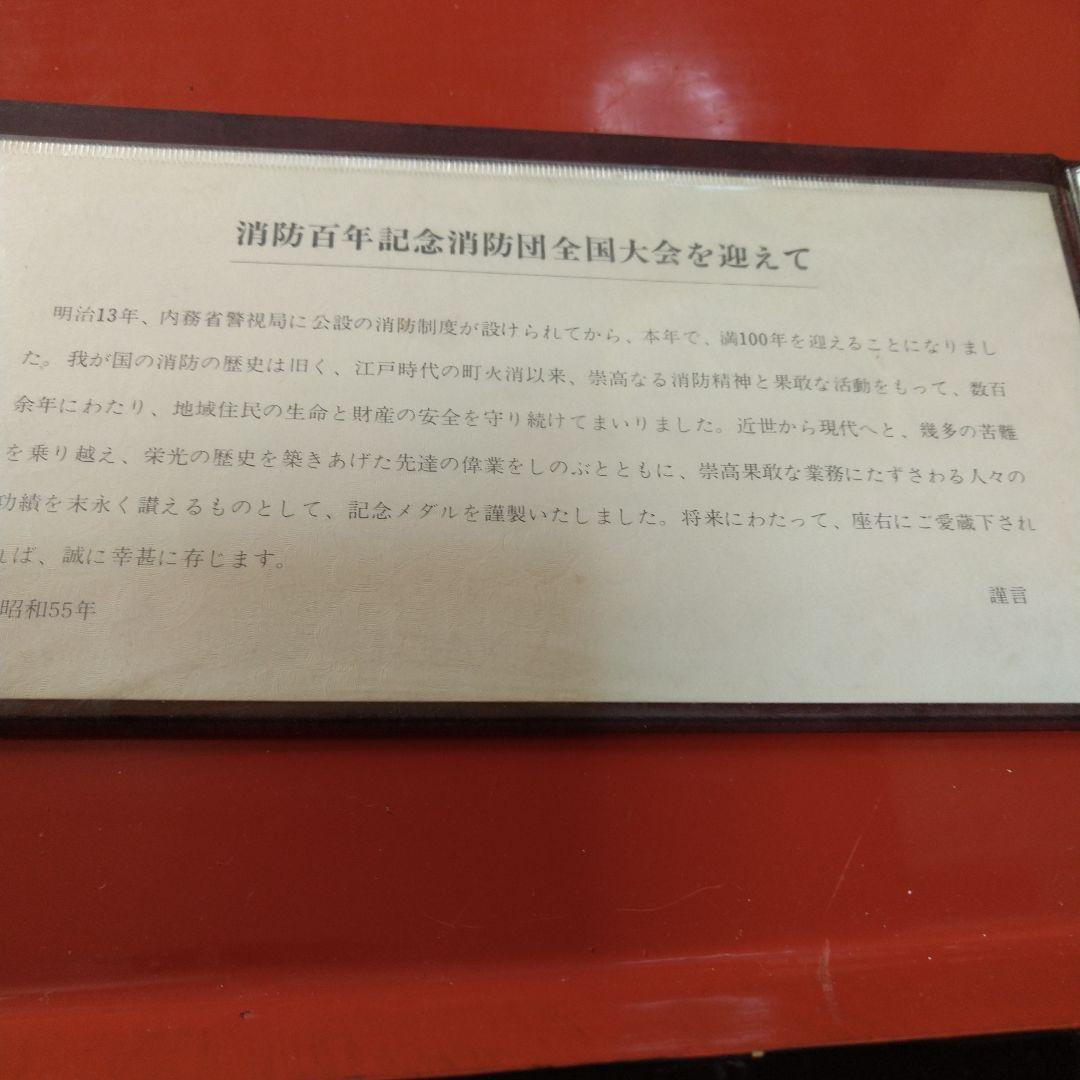 消防百年記念消防団全国大会を迎えて
明治13年、内務省警視局に公設の消防制度が設けられてから、本年で、満100年を迎えることになりまし
た。我が国の消防の歴史は旧く、江戸時代の町火消以来、崇高なる消防精神と果敢な活動をもって、数百
余年にわたり、地域住民の生命と財産の安全を守り続けてまいりました。近世から現代へと、幾多の苦難
を乗り越え、栄光の歴史を築きあげた先達の偉業をしのぶとともに、崇高果敢な業務にたずさわる人々の
功績を末永く讃えるものとして、記念メダルを謹製いたしました。将来にわたって、座右にご愛蔵下され
れば、誠に幸甚に存じます。
謹言
昭和55年